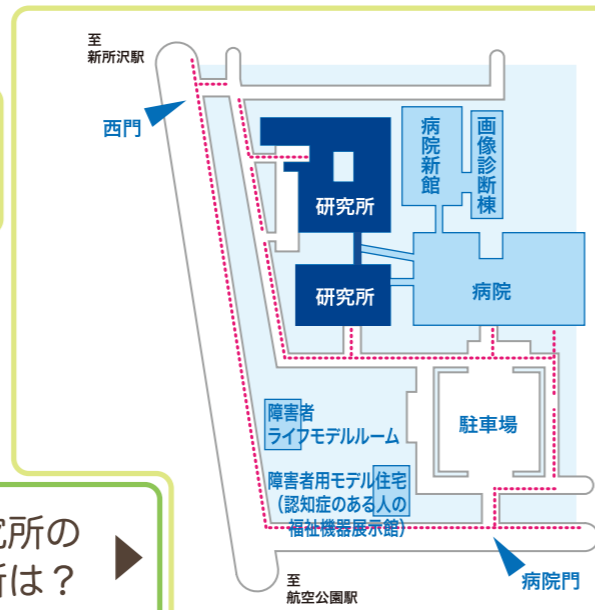 至
新所沢駅
西門
病院新館
画像診断棟
研究所
研究所
病院
障害者
ライフモデルルーム
駐車場
障害者用モデル住宅
（認知症のある人の
福祉機器展示館）
究所の
所は？
至
航空公園駅
病院門